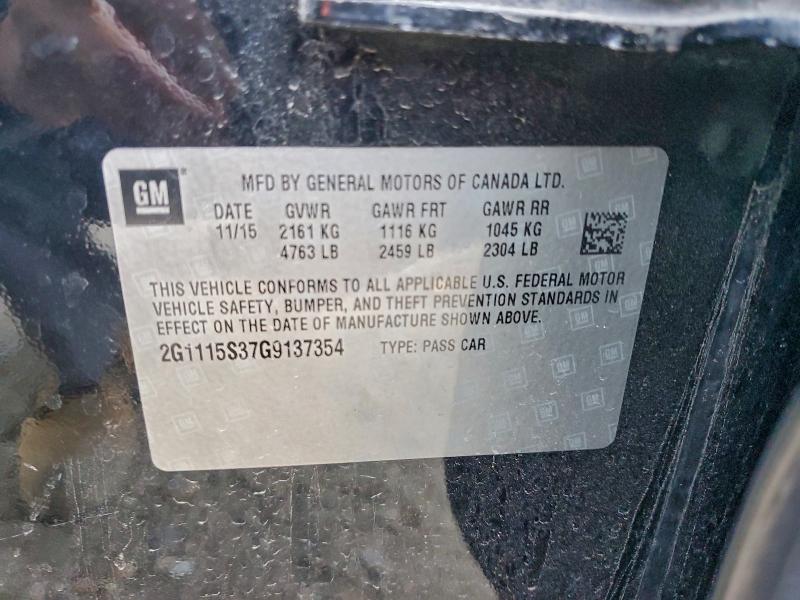 GM
MFD BY GENERAL MOTORS OF CANADA LTD.
DATE GVWR GAWR FRT GAWR RR
11/15 2161 KG 1116 KG 1045 KG
4763 LB 2459 LB 2304 LB
THIS VEHICLE CONFORMS TO ALL APPLICABLE U.S. FEDERAL MOTOR
VEHICLE SAFETY, BUMPER, AND THEFT PREVENTION STANDARDS IN
EFFECT ON THE DATE OF MANUFACTURE SHOWN ABOVE.
2G1115S37G9137354 TYPE: PASS CAR